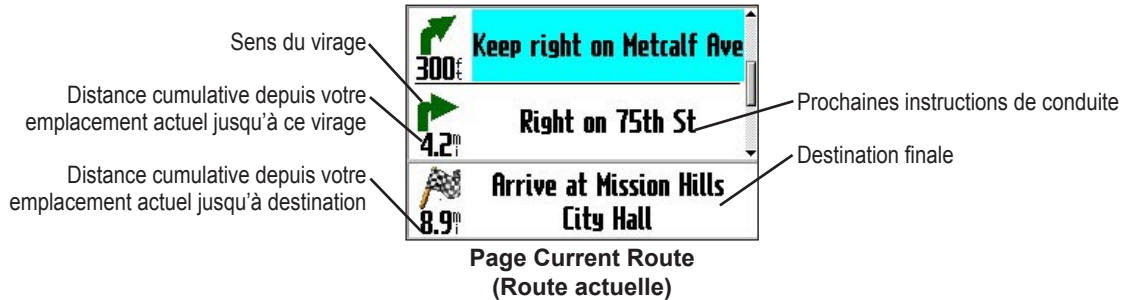 Sens du virage
Distance cumulative depuis votre
emplacement actuel jusqu'à ce virage
Distance cumulative depuis votre
emplacement actuel jusqu'à destination
300ft
Keep right on Metcalf Ave
4.2mi
Right on 75th St
8.9mi
Arrive at Mission Hills
City Hall
Prochaines instructions de conduite
Destination finale
Page Current Route
(Route actuelle)